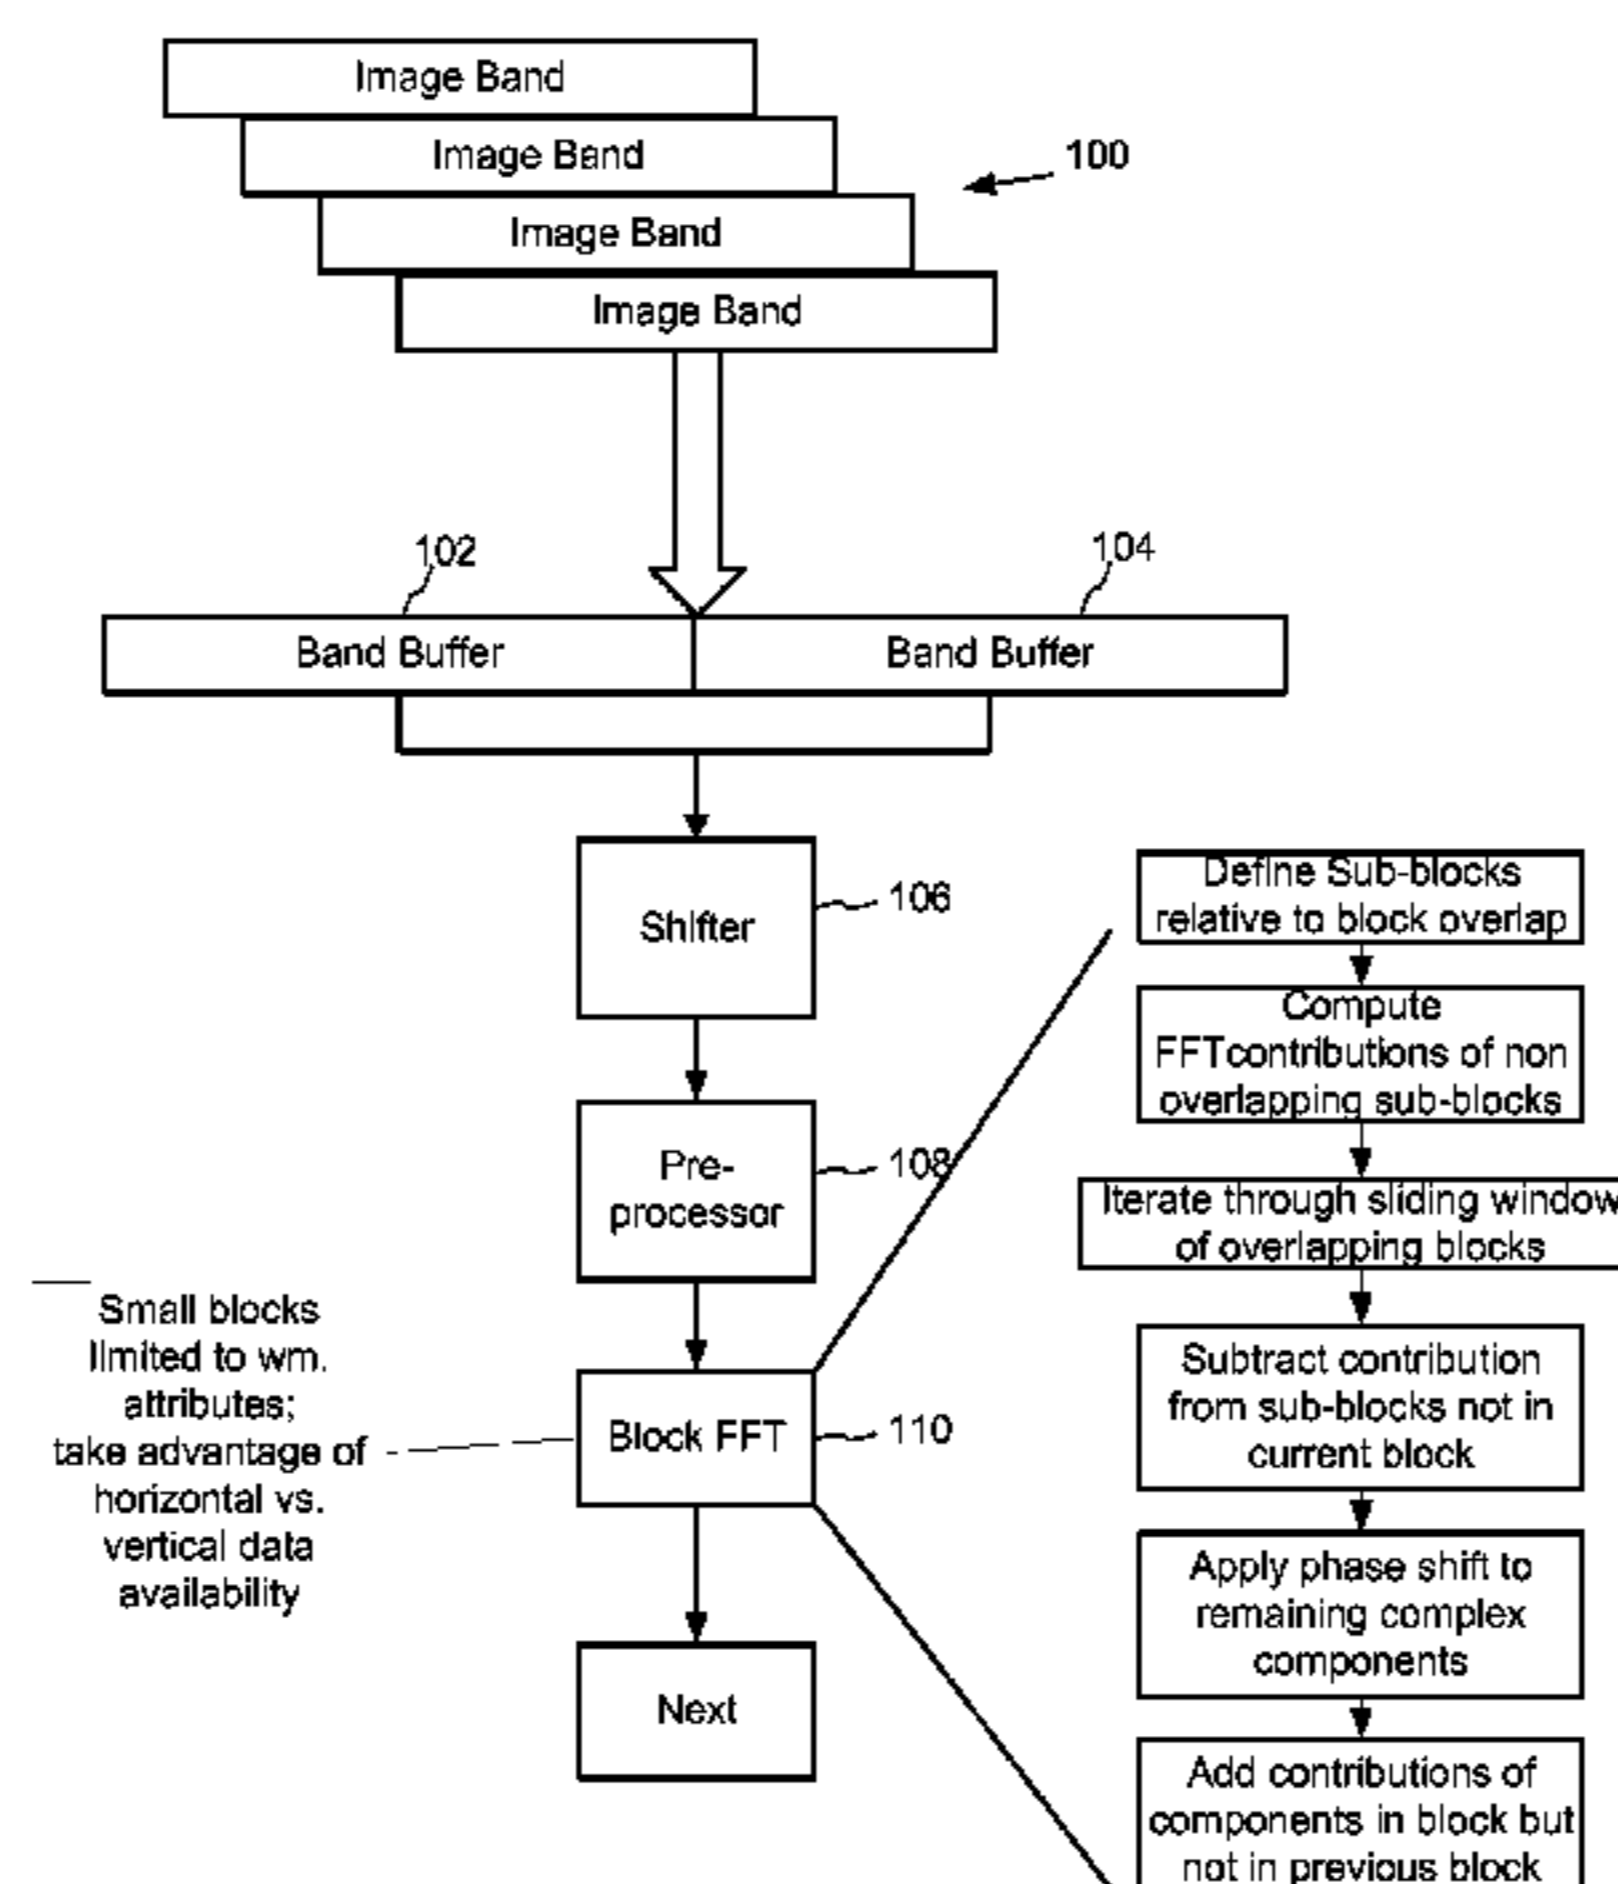 Image Band
Image Band
100
Image Band
Image Band
102
104
Band Buffer
Band Buffer
Shifter
106
Pre-
processor
108
Small blocks
limited to wm.
attributes;
take advantage of
horizontal vs.
vertical data
availability
Block FFT
110
Next
Define Sub-blocks
relative to block overlap
Compute
FFTcontributions of non
overlapping sub-blocks
Iterate through sliding window
of overlapping blocks
Subtract contribution
from sub-blocks not in
current block
Apply phase shift to
remaining complex
components
Add contributions of
components in block but
not in previous block